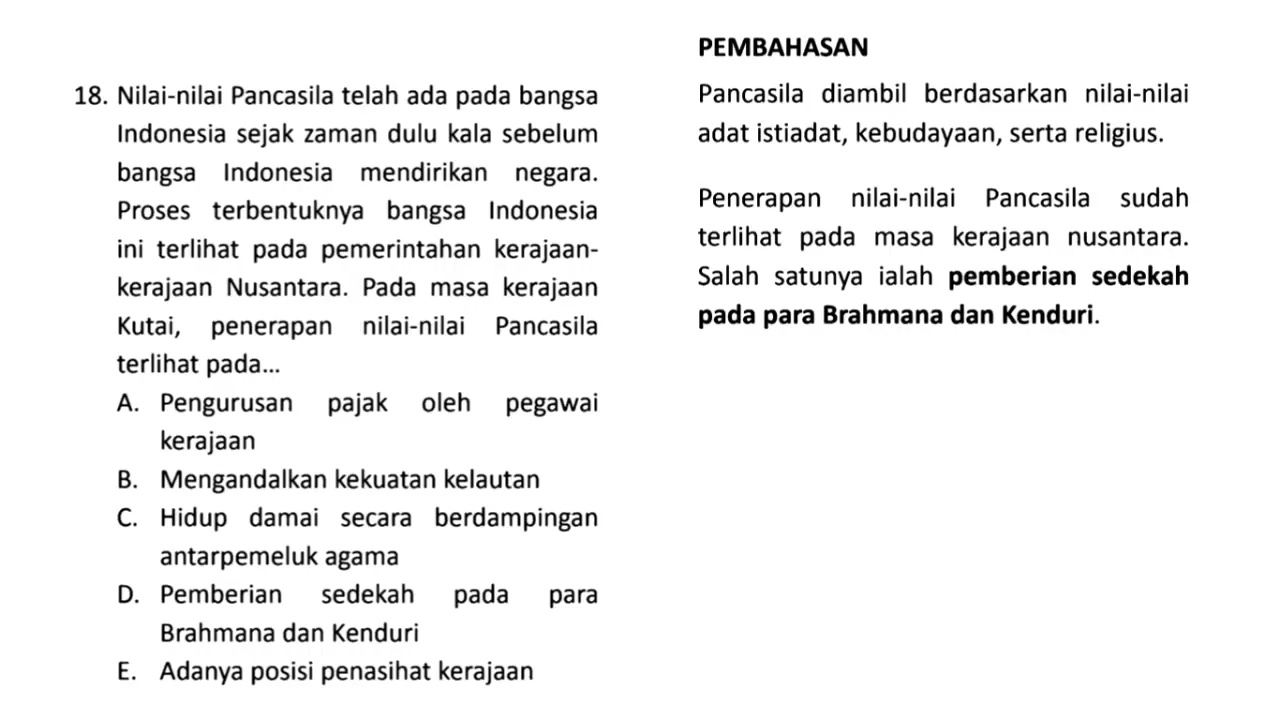 18. Nilai-nilai Pancasila telah ada pada bangsa
Indonesia sejak zaman dulu kala sebelum
bangsa Indonesia mendirikan negara.
Proses terbentuknya bangsa Indonesia
ini terlihat pada pemerintahan kerajaan-
kerajaan Nusantara. Pada masa kerajaan
Kutai, penerapan nilai-nilai Pancasila
terlihat pada...
A. Pengurusan pajak oleh pegawai
kerajaan
B. Mengandalkan kekuatan kelautan
C. Hidup damai secara berdampingan
antarpemeluk agama
D. Pemberian sedekah pada para
Brahmana dan Kenduri
E. Adanya posisi penasihat kerajaan
PEMBAHASAN
Pancasila diambil berdasarkan nilai-nilai
adat istiadat, kebudayaan, serta religius.
Penerapan nilai-nilai Pancasila sudah
terlihat pada masa kerajaan nusantara.
Salah satunya ialah pemberian sedekah
pada para Brahmana dan Kenduri.